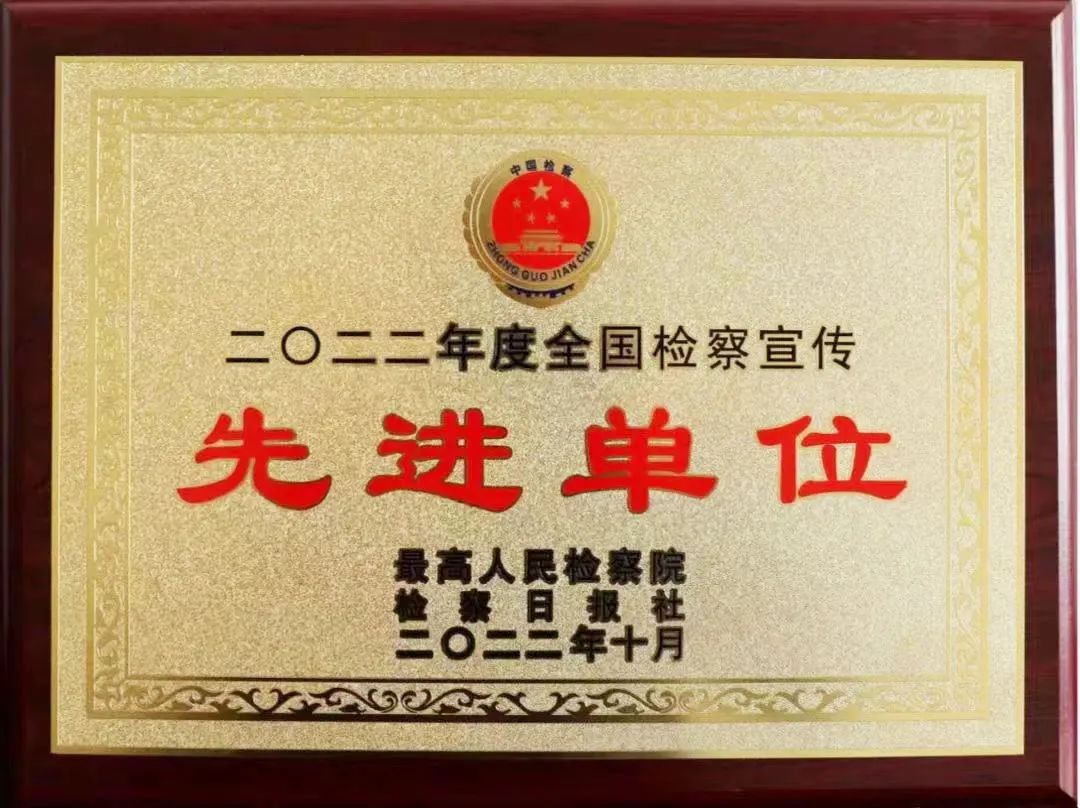 中国检察
ZHONG GUO JIAN CHA
二〇二二年度全国检察宣传
先进单位
最高人民检察院
检察日报社
二〇二二年十月